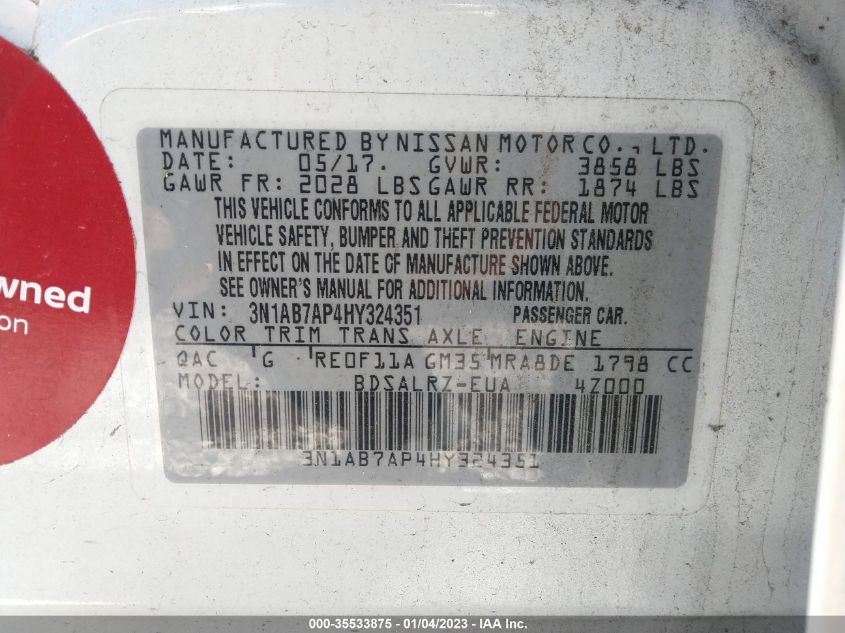 wned
on
MANUFACTURED BY NISSAN MOTOR CO., LTD.
DATE: 05/17. GVWR: 3858 LBS
GAWR FR: 2028 LBS GAWR RR: 1874 LBS
THIS VEHICLE CONFORMS TO ALL APPLICABLE FEDERAL MOTOR
VEHICLE SAFETY, BUMPER AND THEFT PREVENTION STANDARDS
IN EFFECT ON THE DATE OF MANUFACTURE SHOWN ABOVE.
SEE OWNER'S MANUAL FOR ADDITIONAL INFORMATION.
VIN: 3N1AB7AP4HY324351 PASSENGER CAR.
COLOR TRIM TRANS AXLE ENGINE
QAC G RE0F11A GM35 MRA8DE 1798 CC
MODEL: BDSALRZ-EUA 4Z000
3N1AB7AP4HY324351
000-35533875 - 01/04/2023 - IAAI.com